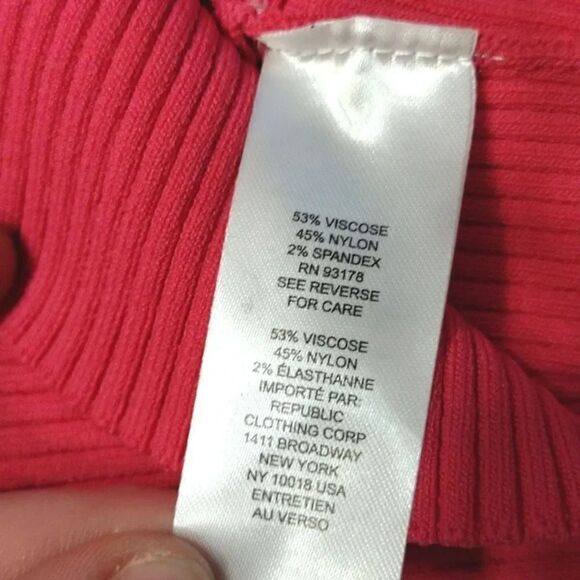 53% VISCOSE
45% NYLON
2% SPANDEX
RN 93178
SEE REVERSE
FOR CARE
53% VISCOSE
45% NYLON
2% ÉLASTHANNE
IMPORTÉ PAR:
REPUBLIC
CLOTHING CORP
1411 BROADWAY
NEW YORK
NY 10018 USA
ENTRETIEN
AU VERSO